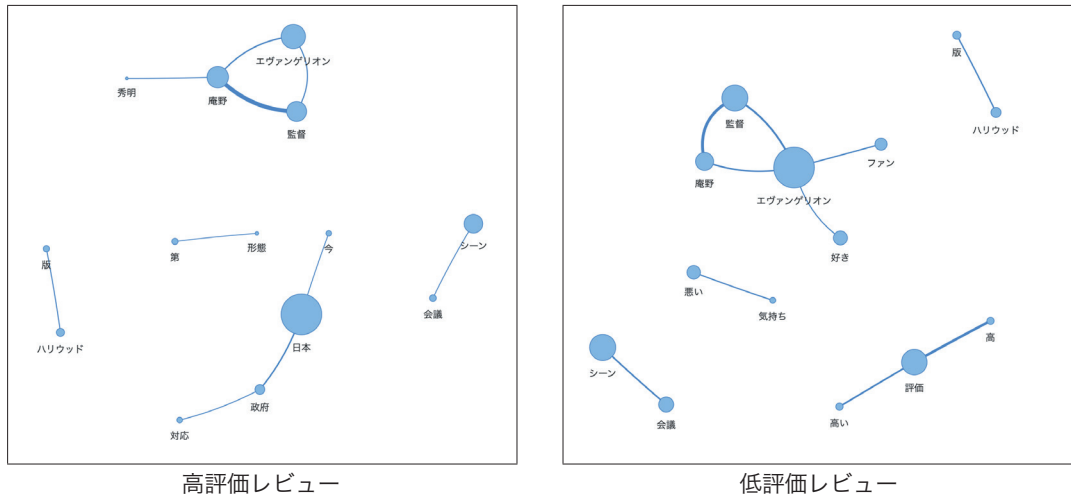 エヴァンゲリオン
秀明
庵野
監督
第
形態
今
シーン
版
会議
日本
ハリウッド
政府
対応
高評価レビュー
版
監督
ハリウッド
庵野
ファン
エヴァンゲリオン
好き
悪い
気持ち
高
シーン
評価
会議
高い
低評価レビュー